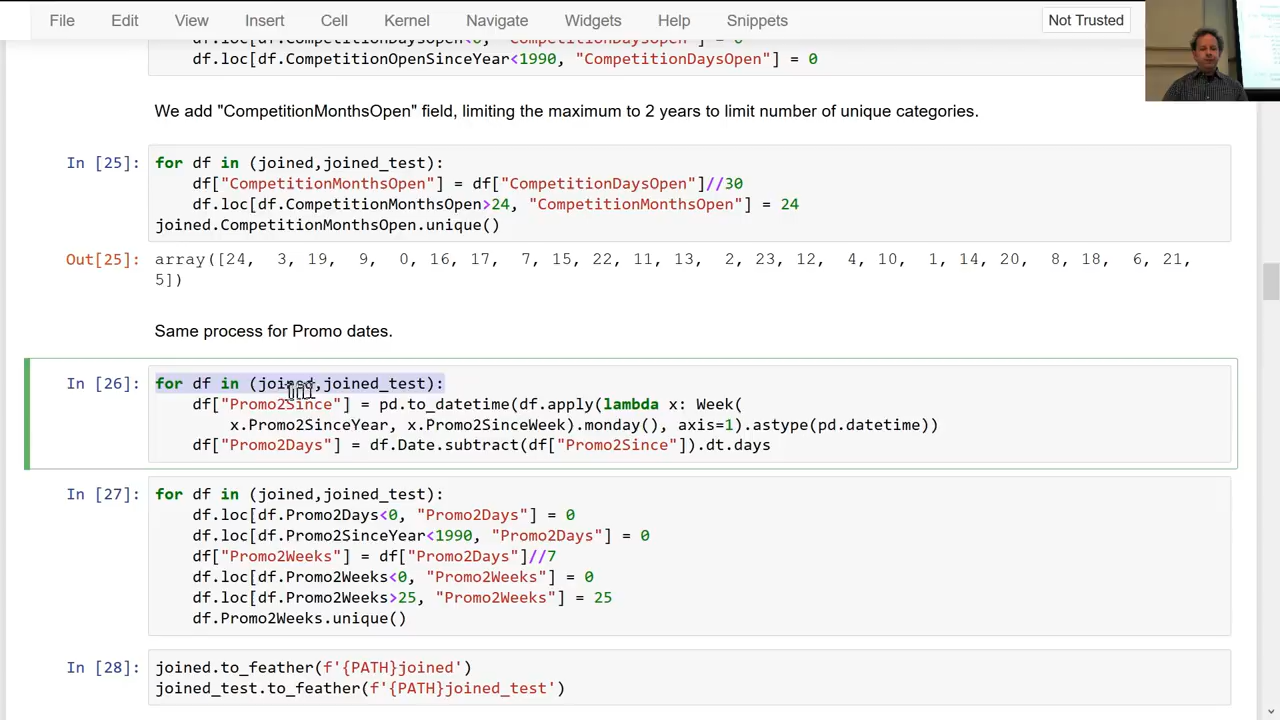 File Edit View Insert Cell Kernel Navigate Widgets Help Snippets Not Trusted
df.loc[df.CompetitionDaysOpen<0, "CompetitionDaysOpen"] = 0
df.loc[df.CompetitionOpenSinceYear<1990, "CompetitionDaysOpen"] = 0
We add "CompetitionMonthsOpen" field, limiting the maximum to 2 years to limit number of unique categories.
In [25]: for df in (joined,joined_test):
df["CompetitionMonthsOpen"] = df["CompetitionDaysOpen"]//30
df.loc[df.CompetitionMonthsOpen>24, "CompetitionMonthsOpen"] = 24
joined.CompetitionMonthsOpen.unique()
Out[25]: array([24, 3, 19, 9, 0, 16, 17, 7, 15, 22, 11, 13, 2, 23, 12, 4, 10, 1, 14, 20, 8, 18, 6, 21,
5])
Same process for Promo dates.
In [26]: for df in (joined,joined_test):
df["Promo2Since"] = pd.to_datetime(df.apply(lambda x: Week(
x.Promo2SinceYear, x.Promo2SinceWeek).monday(), axis=1).astype(pd.datetime))
df["Promo2Days"] = df.Date.subtract(df["Promo2Since"]).dt.days
In [27]: for df in (joined,joined_test):
df.loc[df.Promo2Days<0, "Promo2Days"] = 0
df.loc[df.Promo2SinceYear<1990, "Promo2Days"] = 0
df["Promo2Weeks"] = df["Promo2Days"]//7
df.loc[df.Promo2Weeks<0, "Promo2Weeks"] = 0
df.loc[df.Promo2Weeks>25, "Promo2Weeks"] = 25
df.Promo2Weeks.unique()
In [28]: joined.to_feather(f'{PATH}joined')
joined_test.to_feather(f'{PATH}joined_test')